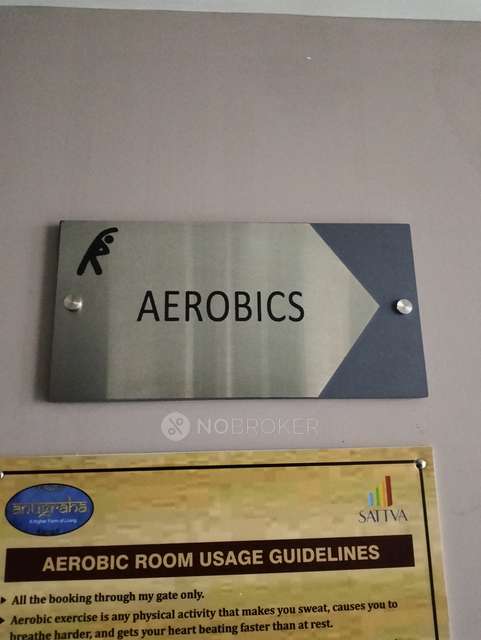 AEROBICS
NOBROKER
anugraha
A Higher Form of Living
SATTVA
AEROBIC ROOM USAGE GUIDELINES
All the booking through my gate only.
Aerobic exercise is any physical activity that makes you sweat, causes you to
breathe harder, and gets your heart beating faster than at rest.